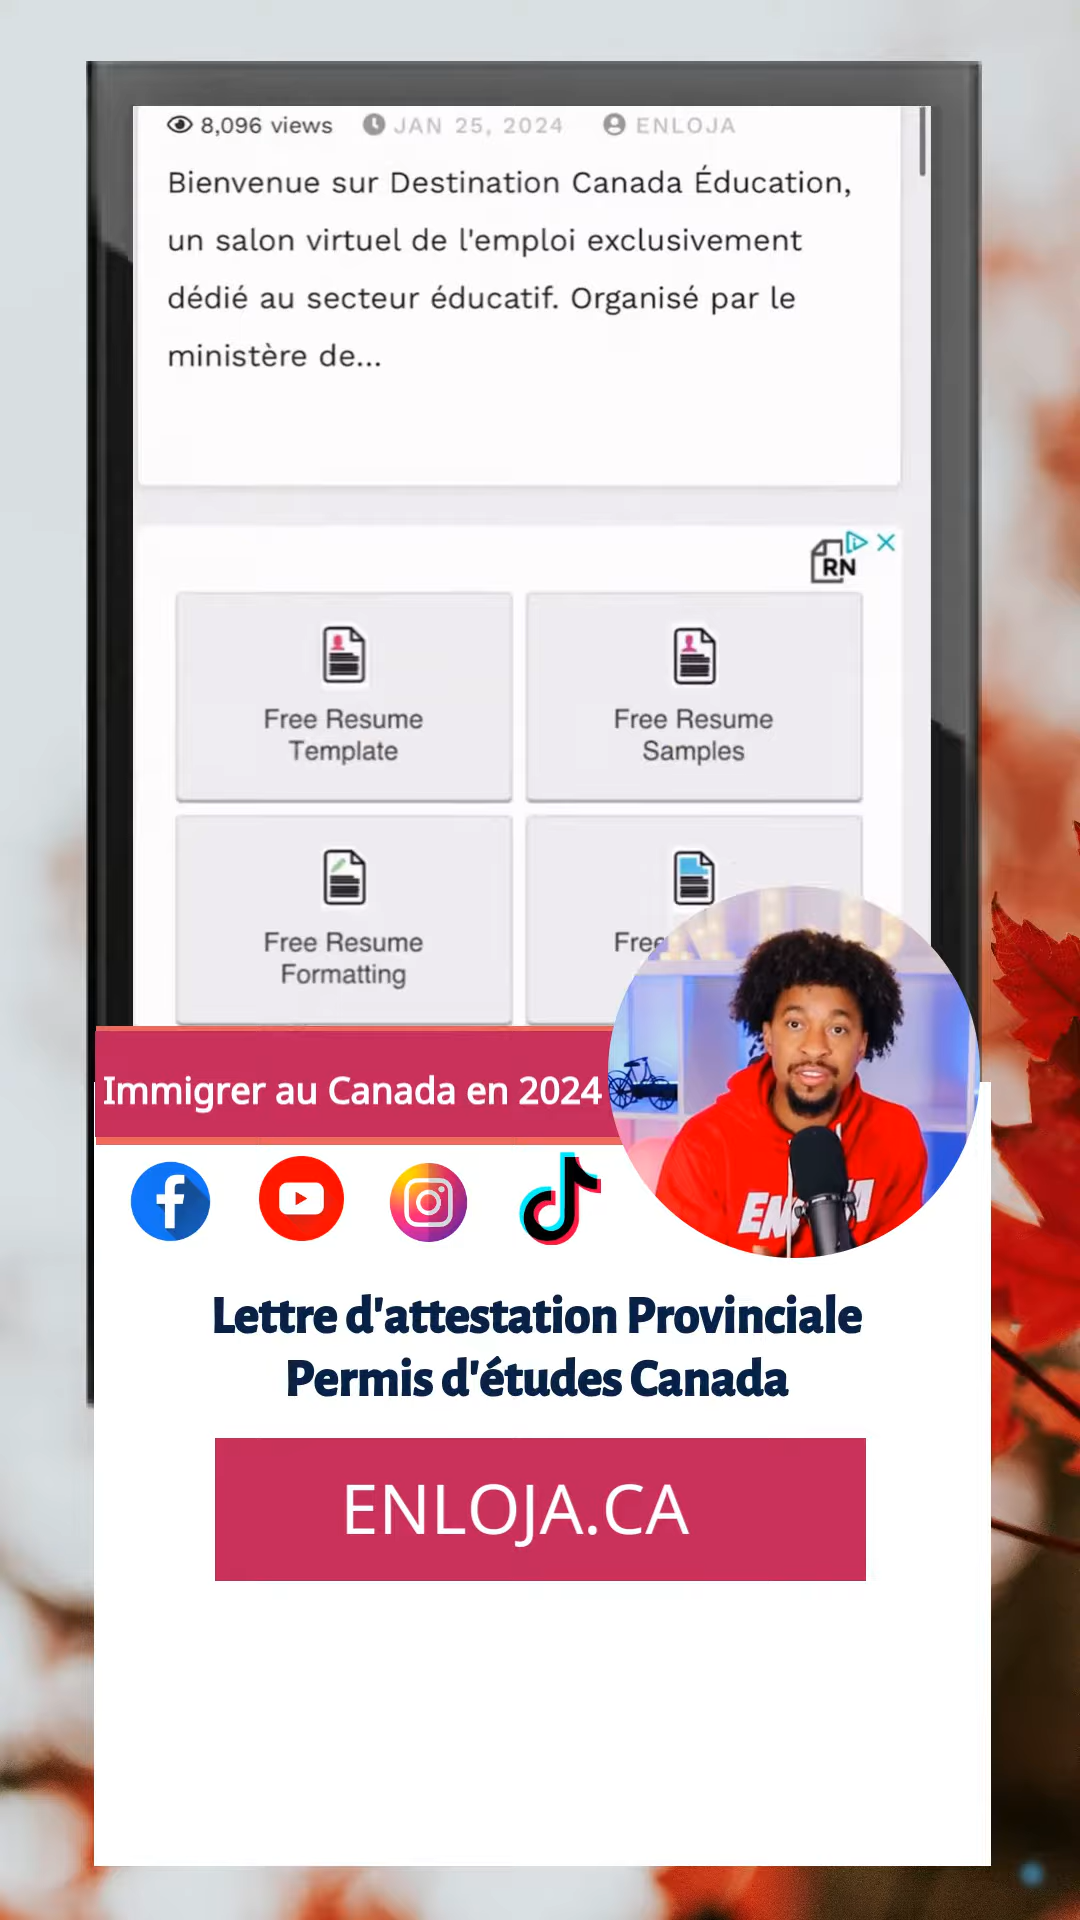 8,096 views JAN 25, 2024 ENLOJA
Bienvenue sur Destination Canada Éducation,
un salon virtuel de l'emploi exclusivement
dédié au secteur éducatif. Organisé par le
ministère de...
RN
Free Resume
Template
Free Resume
Samples
Free Resume
Formatting
Free
Immigrer au Canada en 2024
Lettre d'attestation Provinciale
Permis d'études Canada
ENLOJA.CA